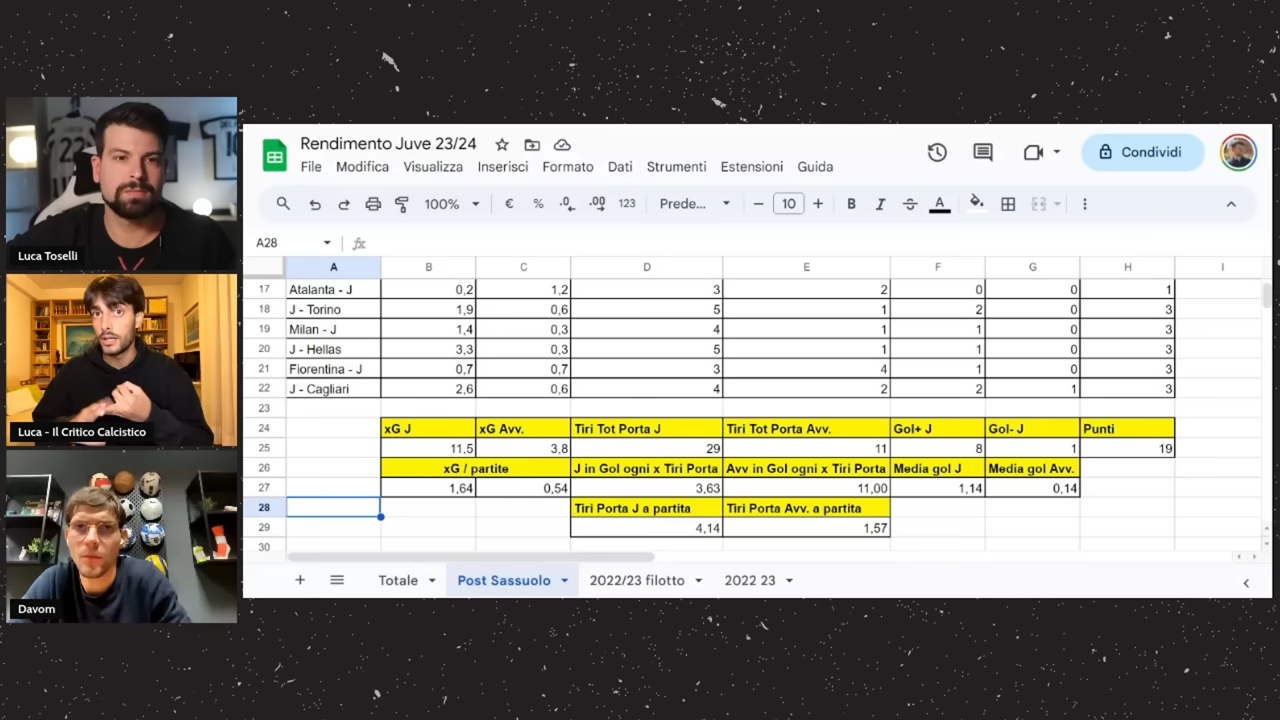 Luca Toselli
Luca - Il Critico Calcistico
Davom
Rendimento Juve 23/24
File Modifica Visualizza Inserisci Formato Dati Strumenti Estensioni Guida
Condividi
100% € % .0 .00 123 Prede... − 10 + B I S A
A28 fx
A B C D E F G H I
17 Atalanta - J 0,2 1,2 3 2 0 0 1
18 J - Torino 1,9 0,6 5 1 2 0 3
19 Milan - J 1,4 0,3 4 1 1 0 3
20 J - Hellas 3,3 0,3 5 1 1 0 3
21 Fiorentina - J 0,7 0,7 3 4 1 0 3
22 J - Cagliari 2,6 0,6 4 2 2 1 3
23
24 xG J xG Avv. Tiri Tot Porta J Tiri Tot Porta Avv. Gol+ J Gol- J Punti
25 11,5 3,8 29 11 8 1 19
26 xG / partite J in Gol ogni x Tiri Porta Avv in Gol ogni x Tiri Porta Media gol J Media gol Avv.
27 1,64 0,54 3,63 11,00 1,14 0,14
28 Tiri Porta J a partita Tiri Porta Avv. a partita
29 4,14 1,57
30
Totale Post Sassuolo 2022/23 filotto 2022 23